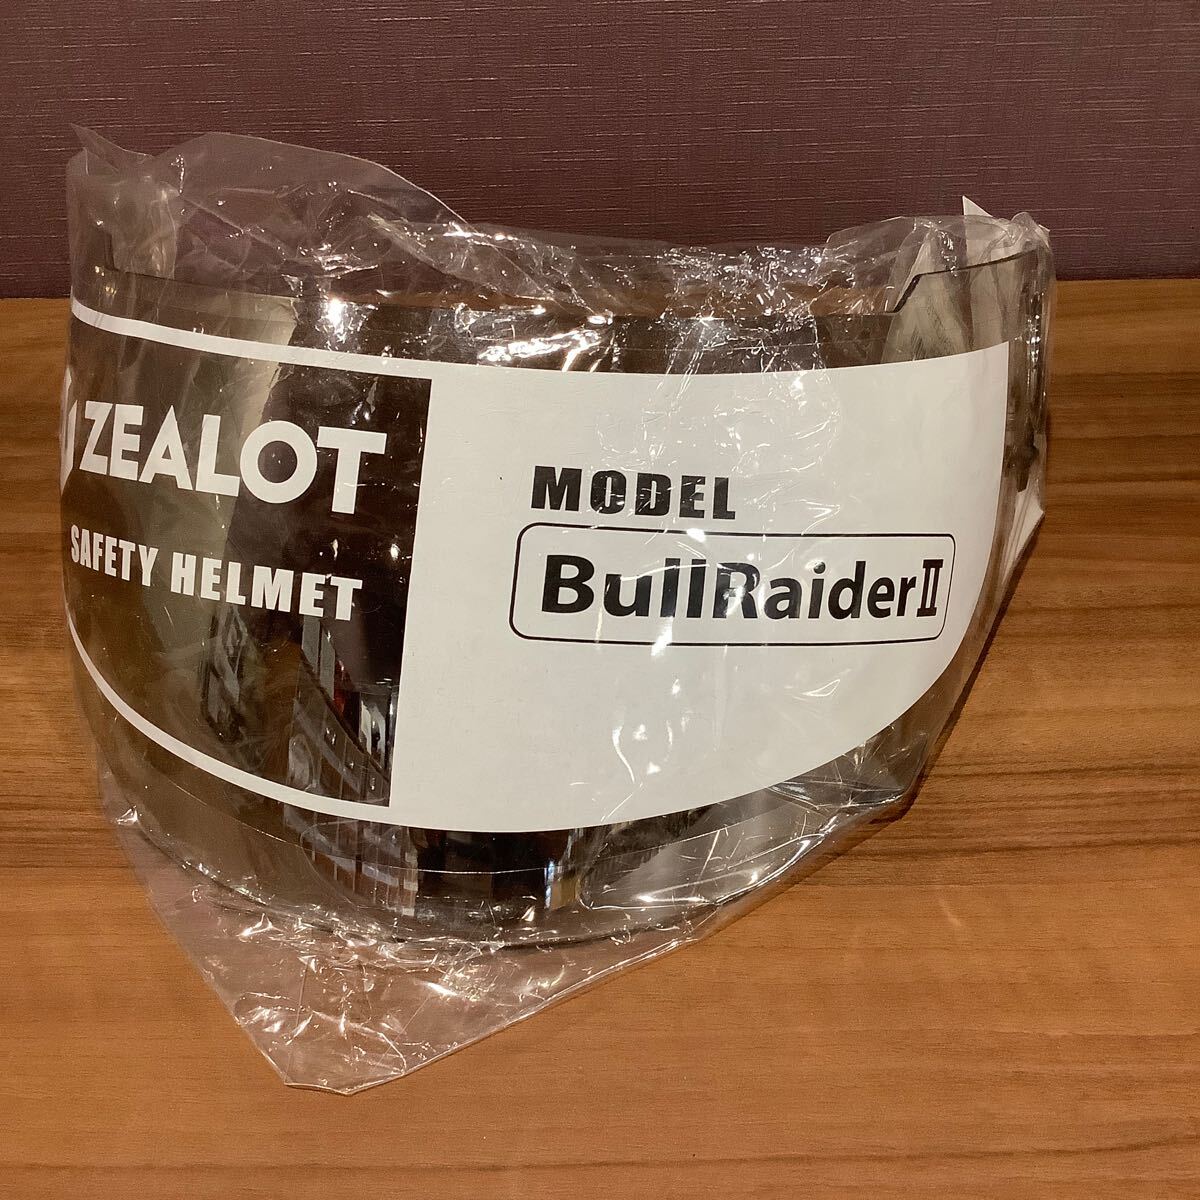 ZEALOT
SAFETY HELMET
MODEL
BullRaiderII